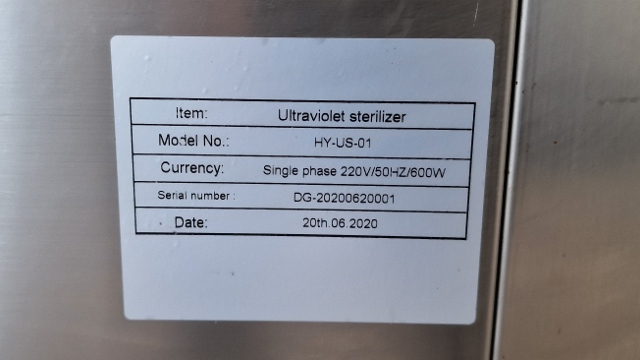 Item: Ultraviolet sterilizer
Model No.: HY-US-01
Currency: Single phase 220V/50HZ/600W
Serial number : DG-20200620001
Date: 20th.06.2020